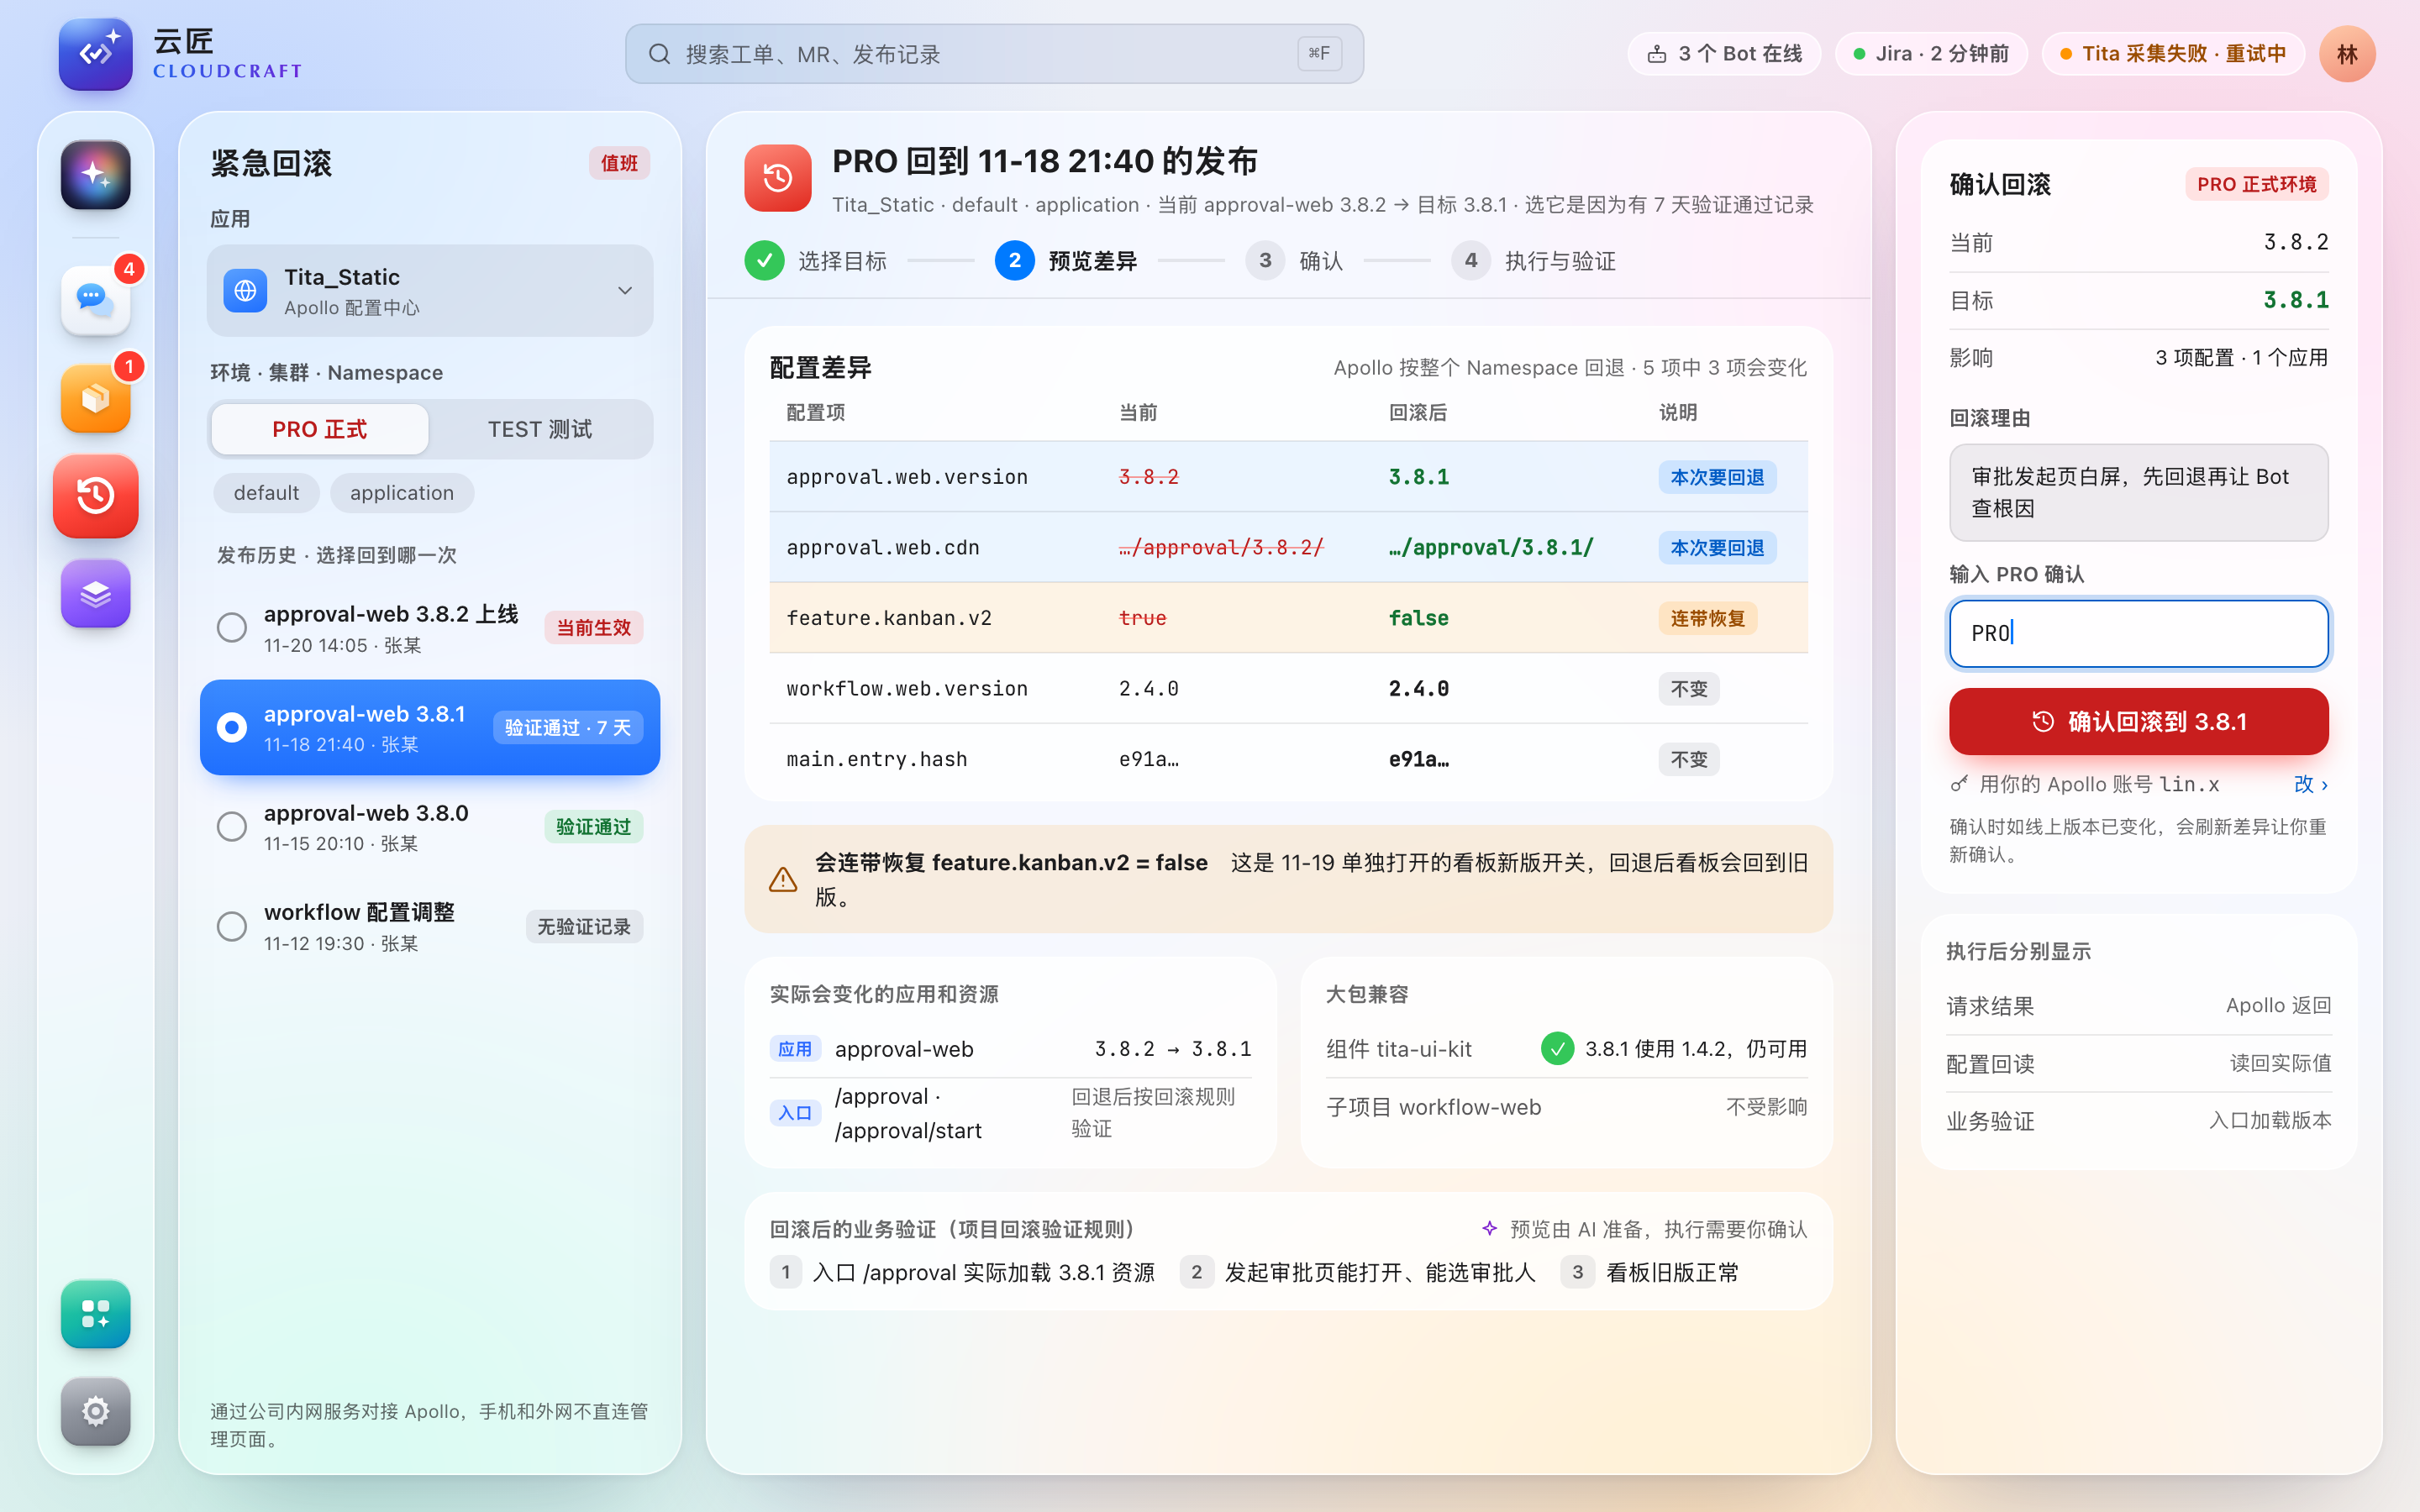 云匠
CLOUDCRAFT
搜索工单、MR、发布记录
⌘F
3 个 Bot 在线
Jira · 2 分钟前
Tita 采集失败 · 重试中
林
4
1
紧急回滚
值班
应用
Tita_Static
Apollo 配置中心
环境 · 集群 · Namespace
PRO 正式
TEST 测试
default
application
发布历史 · 选择回到哪一次
approval-web 3.8.2 上线
11-20 14:05 · 张某
当前生效
approval-web 3.8.1
11-18 21:40 · 张某
验证通过 · 7 天
approval-web 3.8.0
11-15 20:10 · 张某
验证通过
workflow 配置调整
11-12 19:30 · 张某
无验证记录
通过公司内网服务对接 Apollo，手机和外网不直连管
理页面。
PRO 回到 11-18 21:40 的发布
Tita_Static · default · application · 当前 approval-web 3.8.2 → 目标 3.8.1 · 选它是因为有 7 天验证通过记录
选择目标
2 预览差异
3 确认
4 执行与验证
配置差异
Apollo 按整个 Namespace 回退 · 5 项中 3 项会变化
配置项 当前 回滚后 说明
approval.web.version 3.8.2 3.8.1 本次要回退
approval.web.cdn …/approval/3.8.2/ …/approval/3.8.1/ 本次要回退
feature.kanban.v2 true false 连带恢复
workflow.web.version 2.4.0 2.4.0 不变
main.entry.hash e91a… e91a… 不变
会连带恢复 feature.kanban.v2 = false 这是 11-19 单独打开的看板新版开关，回退后看板会回到旧
版。
实际会变化的应用和资源
应用 approval-web 3.8.2 → 3.8.1
入口 /approval ·
/approval/start
回退后按回滚规则
验证
大包兼容
组件 tita-ui-kit 3.8.1 使用 1.4.2，仍可用
子项目 workflow-web 不受影响
回滚后的业务验证（项目回滚验证规则）
预览由 AI 准备，执行需要你确认
1 入口 /approval 实际加载 3.8.1 资源 2 发起审批页能打开、能选审批人 3 看板旧版正常
确认回滚
PRO 正式环境
当前 3.8.2
目标 3.8.1
影响 3 项配置 · 1 个应用
回滚理由
审批发起页白屏，先回退再让 Bot
查根因
输入 PRO 确认
PRO
确认回滚到 3.8.1
用你的 Apollo 账号 lin.x 改 ›
确认时如线上版本已变化，会刷新差异让你重
新确认。
执行后分别显示
请求结果 Apollo 返回
配置回读 读回实际值
业务验证 入口加载版本